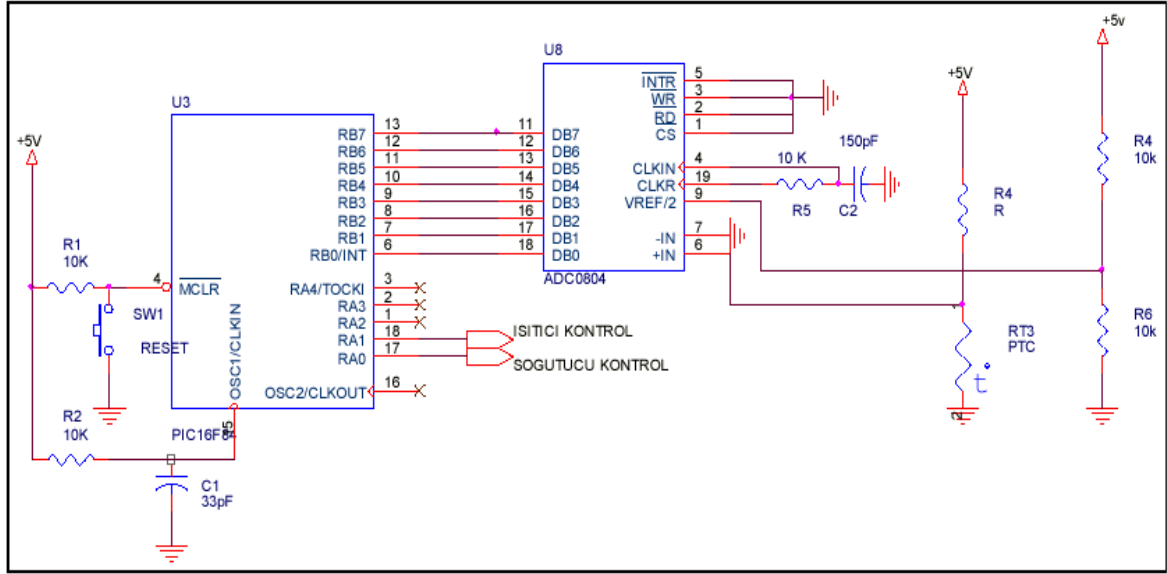 +5V
R1
10K
SW1
RESET
R2
10K
C1
33pF
U3
4
MCLR
OSC1/CLKIN
PIC16F84
RB7 13
RB6 12
RB5 11
RB4 10
RB3 9
RB2 8
RB1 7
RB0/INT 6
RA4/TOCKI 3
RA3 2
RA2 1
RA1 18
RA0 17
OSC2/CLKOUT 16
ISITICI KONTROL
SOGUTUCU KONTROL
U8
11 DB7
12 DB6
13 DB5
14 DB4
15 DB3
16 DB2
17 DB1
18 DB0
INTR 5
WR 3
RD 2
CS 1
CLKIN 4
CLKR 19
VREF/2 9
-IN 7
+IN 6
ADC0804
10 K
R5
150pF
C2
+5V
R4
R
1
RT3
PTC
t°
2
+5v
R4
10k
R6
10k